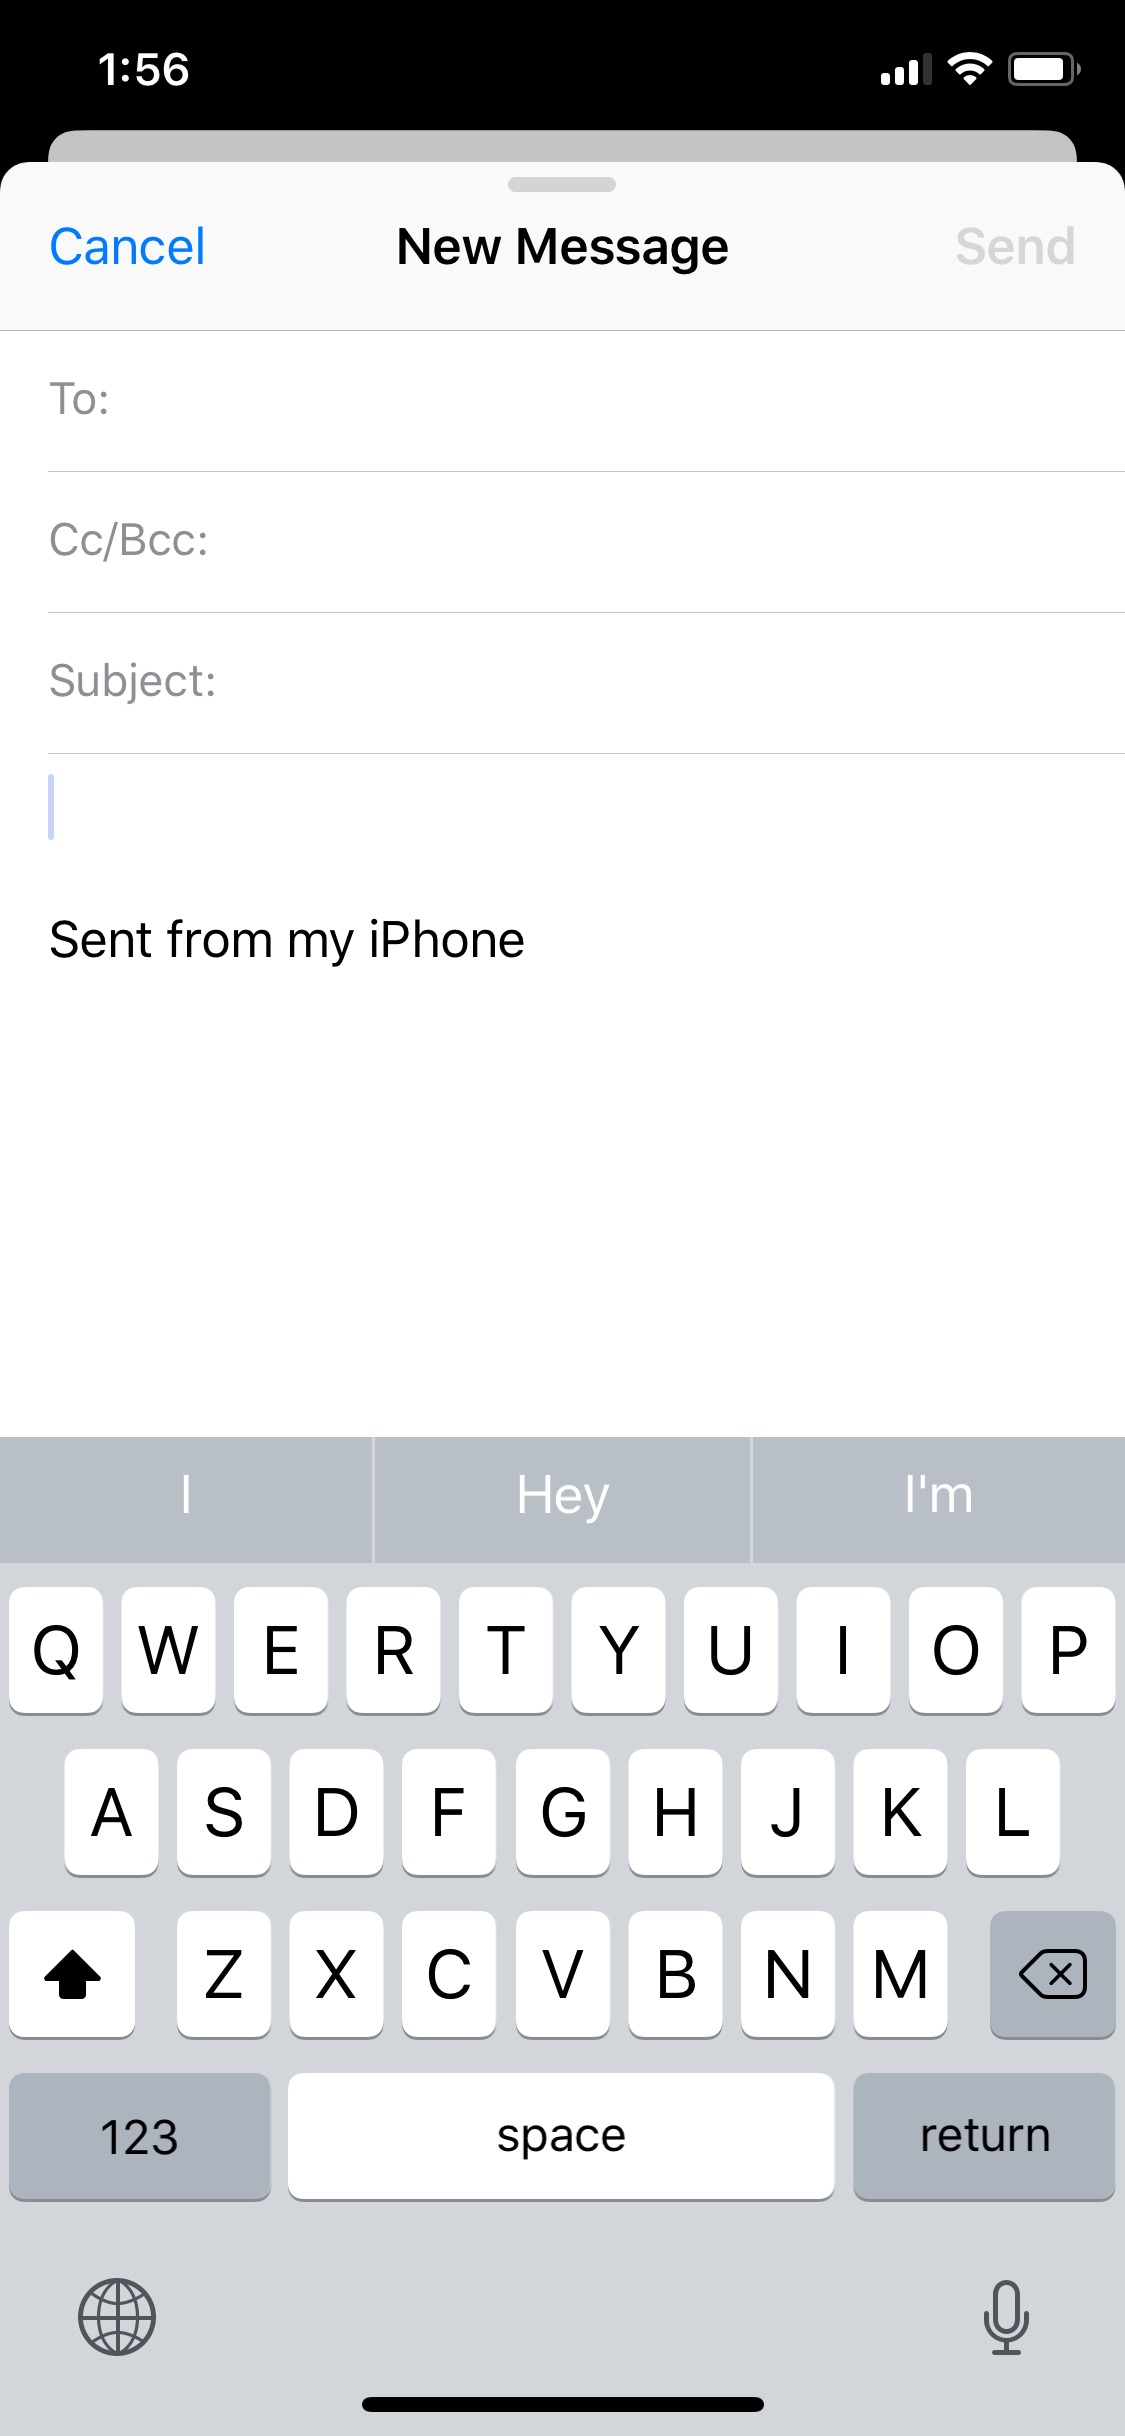 1:56
Cancel New Message Send
To:
Cc/Bcc:
Subject:
Sent from my iPhone
I Hey I'm
Q W E R T Y U I O P
A S D F G H J K L
Z X C V B N M
123 space return